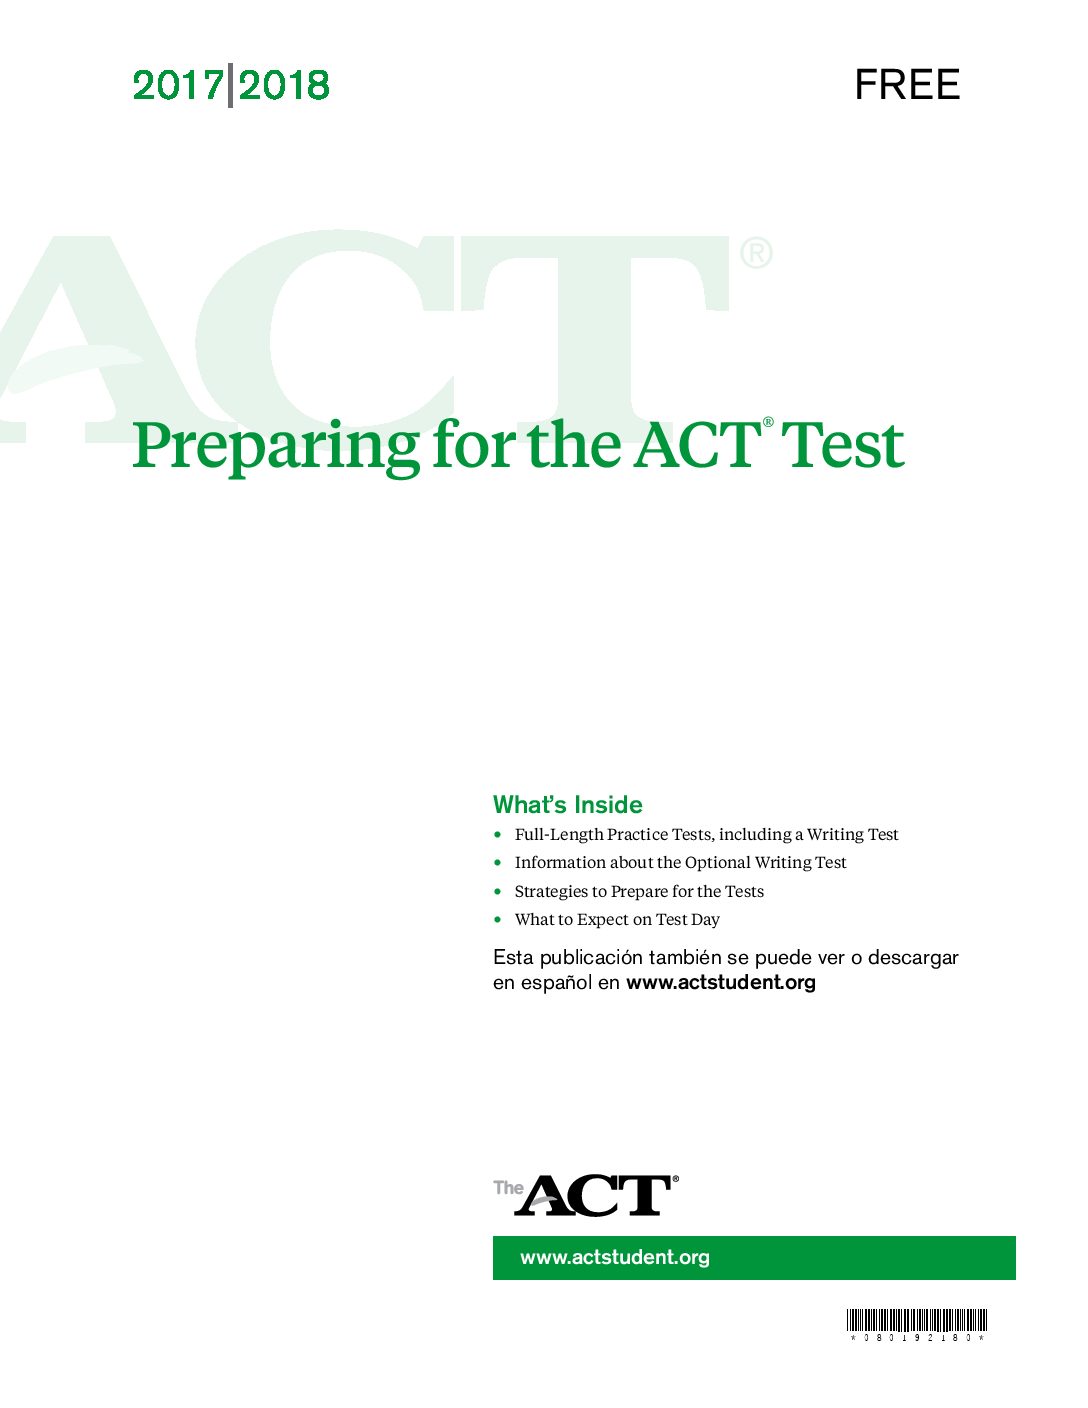 2017|2018
FREE
ACT®
Preparing for the ACT® Test
What's Inside
• Full-Length Practice Tests, including a Writing Test
• Information about the Optional Writing Test
• Strategies to Prepare for the Tests
• What to Expect on Test Day
Esta publicación también se puede ver o descargar
en español en www.actstudent.org
The ACT®
www.actstudent.org
*080192180*